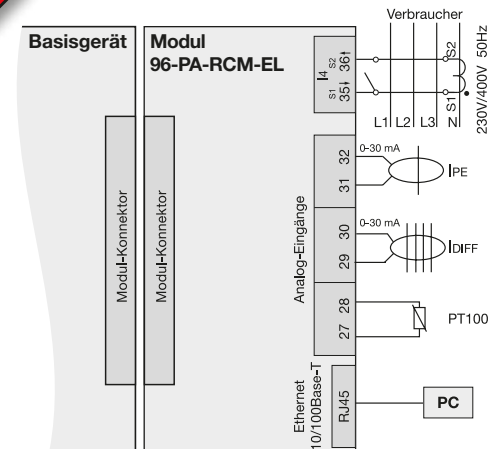 Verbraucher
Basisgerät
Modul
96-PA-RCM-EL
I4
S2
S1
36
35
S2
S1
230V/400V 50Hz
L1
L2
L3
N
Modul-Konnektor
Modul-Konnektor
Analog-Eingänge
32
31
0-30 mA
IPE
30
29
0-30 mA
IDIFF
28
27
PT100
Ethernet
10/100Base-T
RJ45
PC